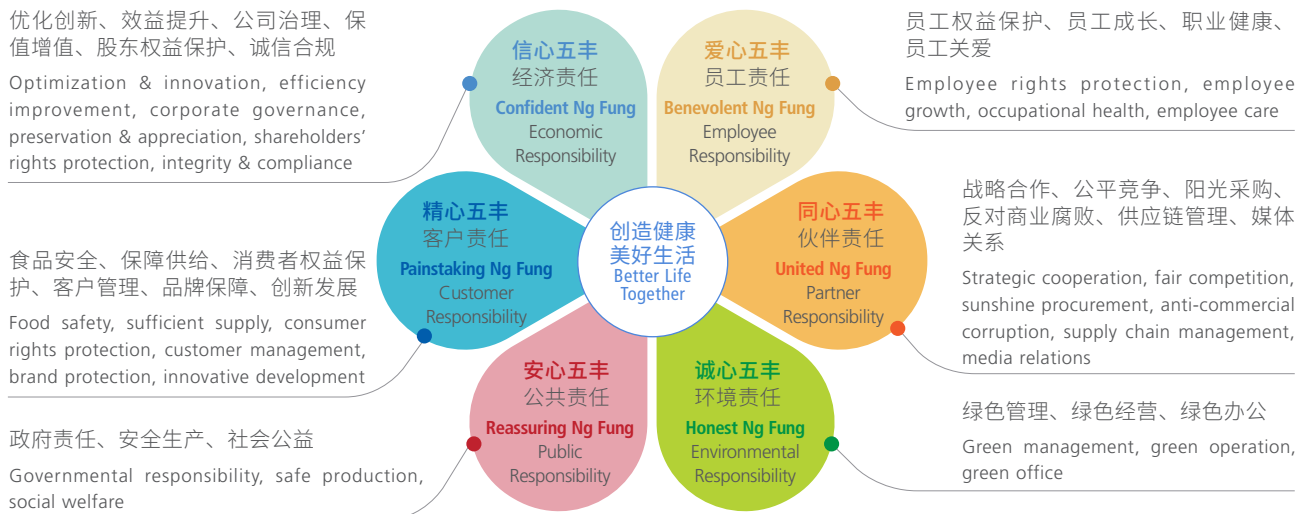 优化创新、效益提升、公司治理、保
值增值、股东权益保护、诚信合规
Optimization & innovation, efficiency
improvement, corporate governance,
preservation & appreciation, shareholders'
rights protection, integrity & compliance
信心五丰
经济责任
Confident Ng Fung
Economic
Responsibility
爱心五丰
员工责任
Benevolent Ng Fung
Employee
Responsibility
员工权益保护、员工成长、职业健康、
员工关爱
Employee rights protection, employee
growth, occupational health, employee care
食品安全、保障供给、消费者权益保
护、客户管理、品牌保障、创新发展
Food safety, sufficient supply, consumer
rights protection, customer management,
brand protection, innovative development
精心五丰
客户责任
Painstaking Ng Fung
Customer
Responsibility
创造健康
美好生活
Better Life
Together
同心五丰
伙伴责任
United Ng Fung
Partner
Responsibility
战略合作、公平竞争、阳光采购、
反对商业腐败、供应链管理、媒体
关系
Strategic cooperation, fair competition,
sunshine procurement, anti-commercial
corruption, supply chain management,
media relations
政府责任、安全生产、社会公益
Governmental responsibility, safe production,
social welfare
安心五丰
公共责任
Reassuring Ng Fung
Public
Responsibility
诚心五丰
环境责任
Honest Ng Fung
Environmental
Responsibility
绿色管理、绿色经营、绿色办公
Green management, green operation,
green office